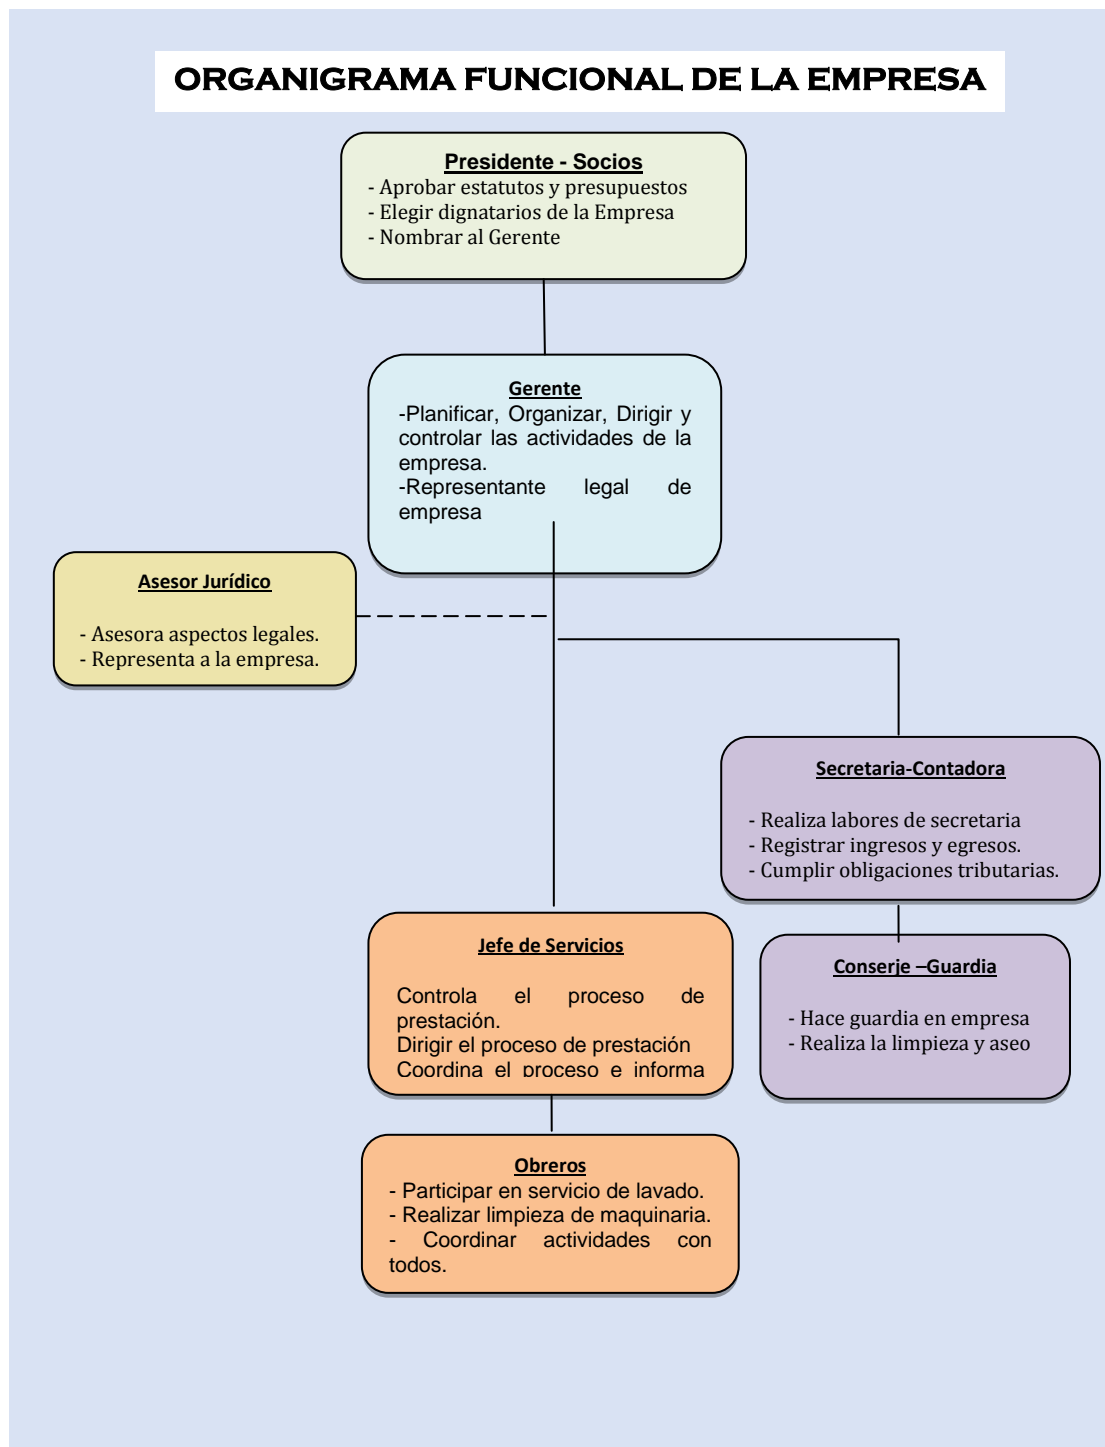 ORGANIGRAMA FUNCIONAL DE LA EMPRESA
Presidente - Socios
- Aprobar estatutos y presupuestos
- Elegir dignatarios de la Empresa
- Nombrar al Gerente
Gerente
-Planificar, Organizar, Dirigir y
controlar las actividades de la
empresa.
-Representante legal de
empresa
Asesor Jurídico
- Asesora aspectos legales.
- Representa a la empresa.
Secretaria-Contadora
- Realiza labores de secretaria
- Registrar ingresos y egresos.
- Cumplir obligaciones tributarias.
Jefe de Servicios
Controla el proceso de
prestación.
Dirigir el proceso de prestación
Coordina el proceso e informa
Conserje –Guardia
- Hace guardia en empresa
- Realiza la limpieza y aseo
Obreros
- Participar en servicio de lavado.
- Realizar limpieza de maquinaria.
- Coordinar actividades con
todos.